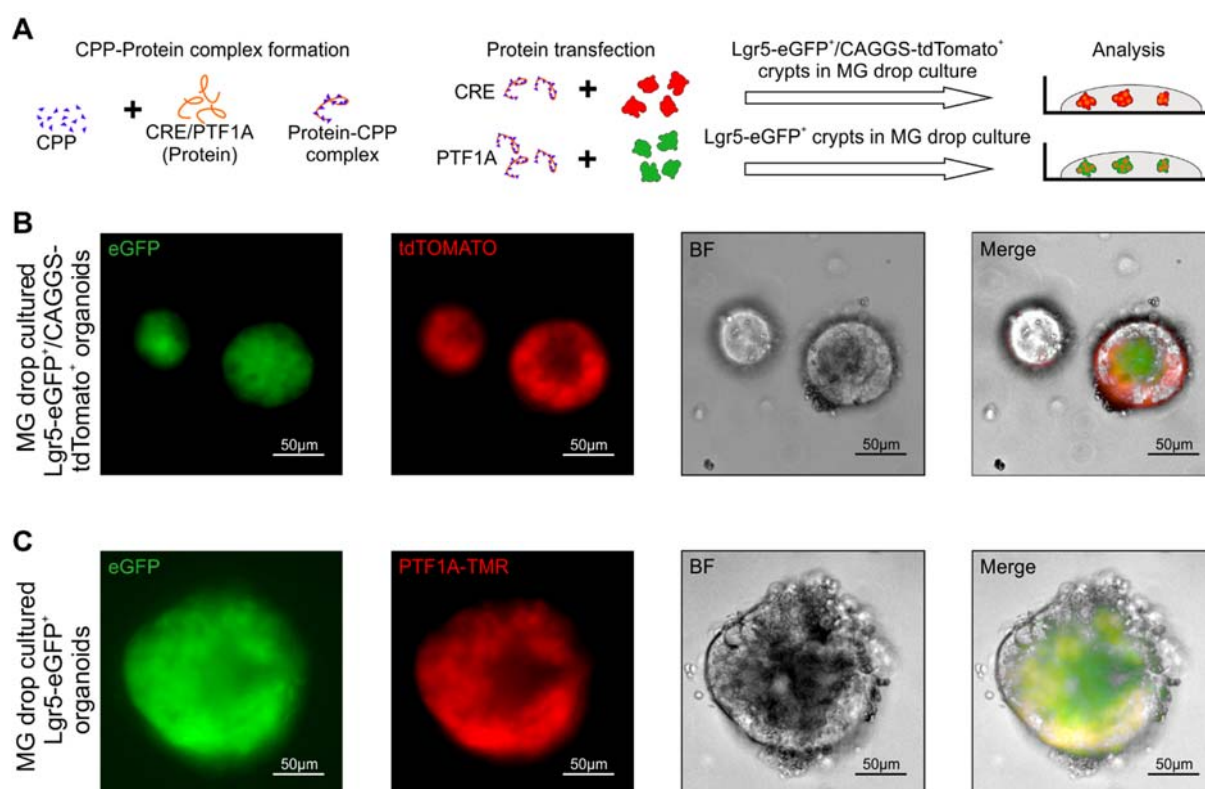 A
CPP-Protein complex formation
CPP
+
CRE/PTF1A
(Protein)
Protein-CPP
complex
Protein transfection
CRE
+
PTF1A
+
Lgr5-eGFP⁺/CAGGS-tdTomato⁺
crypts in MG drop culture
Lgr5-eGFP⁺ crypts in MG drop culture
Analysis
B
MG drop cultured
Lgr5-eGFP⁺/CAGGS-
tdTomato⁺ organoids
eGFP
50µm
tdTOMATO
50µm
BF
50µm
Merge
50µm
C
MG drop cultured
Lgr5-eGFP⁺
organoids
eGFP
50µm
PTF1A-TMR
50µm
BF
50µm
Merge
50µm